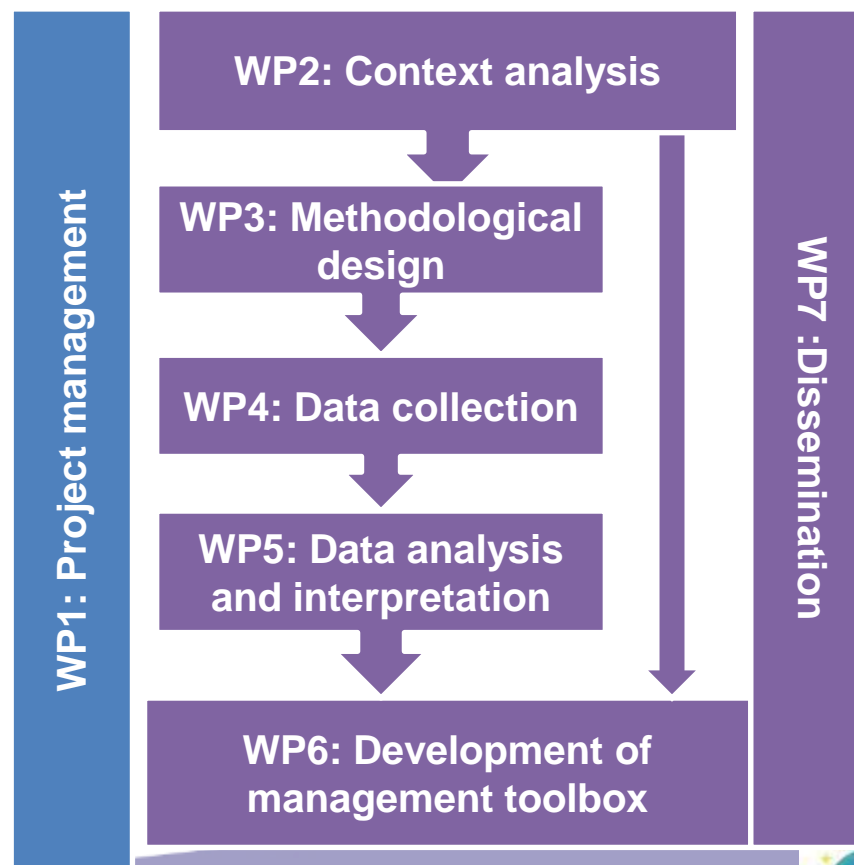 WP1: Project management
WP2: Context analysis
WP3: Methodological
design
WP4: Data collection
WP5: Data analysis
and interpretation
WP6: Development of
management toolbox
WP7 :Dissemination